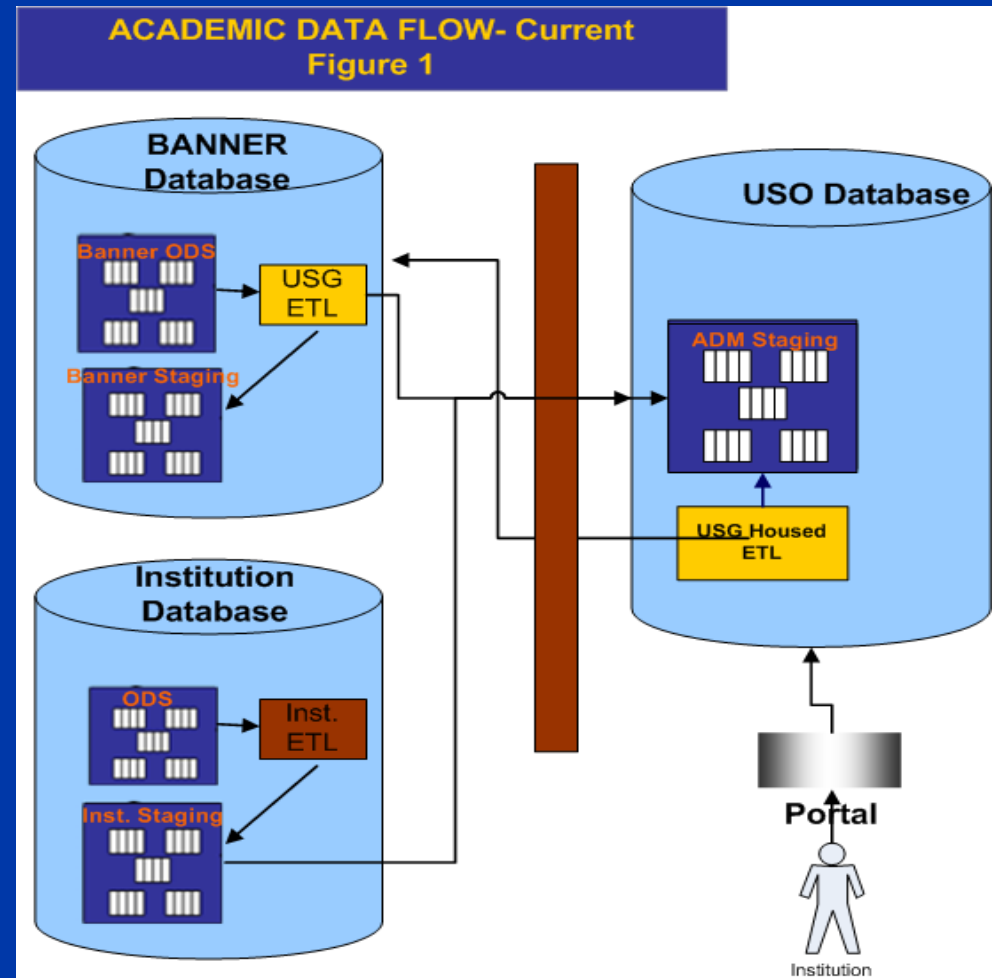 ACADEMIC DATA FLOW- Current
Figure 1
BANNER
Database
Banner ODS
USG
ETL
Banner Staging
USO Database
ADM Staging
USG Housed
ETL
Institution
Database
ODS
Inst.
ETL
Inst. Staging
Portal
Institution